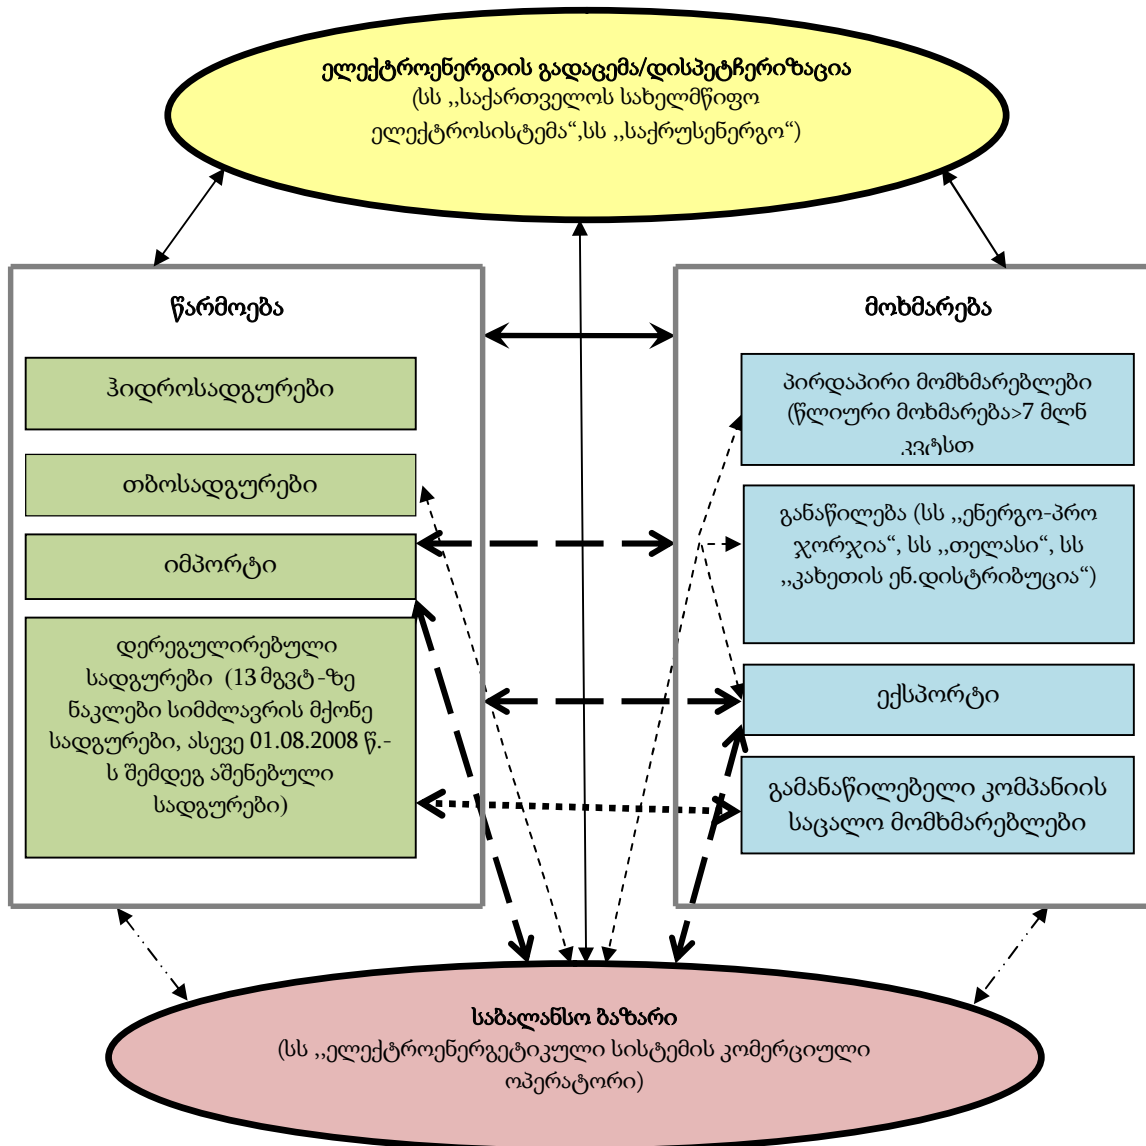 ელექტროენერგიის გადაცემა/დისპეტჩერიზაცია
(სს ,,საქართველოს სახელმწიფო
ელექტროსისტემა“,სს ,,საქრუსენერგო“)
წარმოება
ჰიდროსადგურები
თბოსადგურები
იმპორტი
დერეგულირებული
სადგურები (13 მგვტ-ზე
ნაკლები სიმძლავრის მქონე
სადგურები, ასევე 01.08.2008 წ.-
ს შემდეგ აშენებული
სადგურები)
მოხმარება
პირდაპირი მომხმარებლები
(წლიური მოხმარება>7 მლნ
კვტსთ
განაწილება (სს ,,ენერგო-პრო
ჯორჯია“, სს ,,თელასი“, სს
,,კახეთის ენ.დისტრიბუცია“)
ექსპორტი
გამანაწილებელი კომპანიის
საცალო მომხმარებლები
საბალანსო ბაზარი
(სს ,,ელექტროენერგეტიკული სისტემის კომერციული
ოპერატორი)